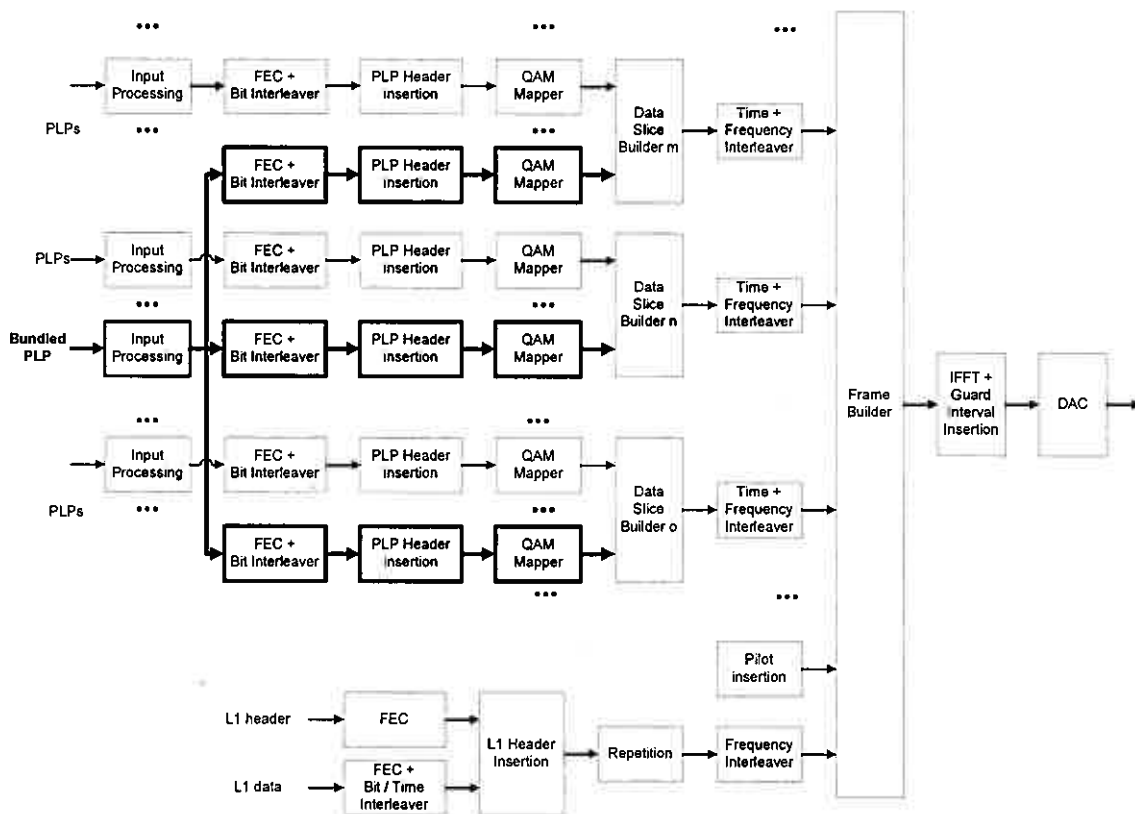 •••
•••
•••
Input
Processing
FEC +
Bit Interleaver
PLP Header
insertion
QAM
Mapper
Data
Slice
Builder m
Time +
Frequency
Interleaver
PLPs
•••
•••
FEC +
Bit Interleaver
PLP Header
insertion
QAM
Mapper
PLPs
Input
Processing
FEC +
Bit Interleaver
PLP Header
insertion
QAM
Mapper
Data
Slice
Builder n
Time +
Frequency
Interleaver
•••
•••
Bundled
PLP
Input
Processing
FEC +
Bit Interleaver
PLP Header
insertion
QAM
Mapper
•••
•••
Input
Processing
FEC +
Bit Interleaver
PLP Header
insertion
QAM
Mapper
Data
Slice
Builder o
Time +
Frequency
Interleaver
PLPs
•••
•••
FEC +
Bit Interleaver
PLP Header
insertion
QAM
Mapper
•••
•••
Frame
Builder
IFFT +
Guard
Interval
Insertion
DAC
Pilot
insertion
L1 header
FEC
L1 Header
Insertion
Repetition
Frequency
Interleaver
L1 data
FEC +
Bit / Time
Interleaver